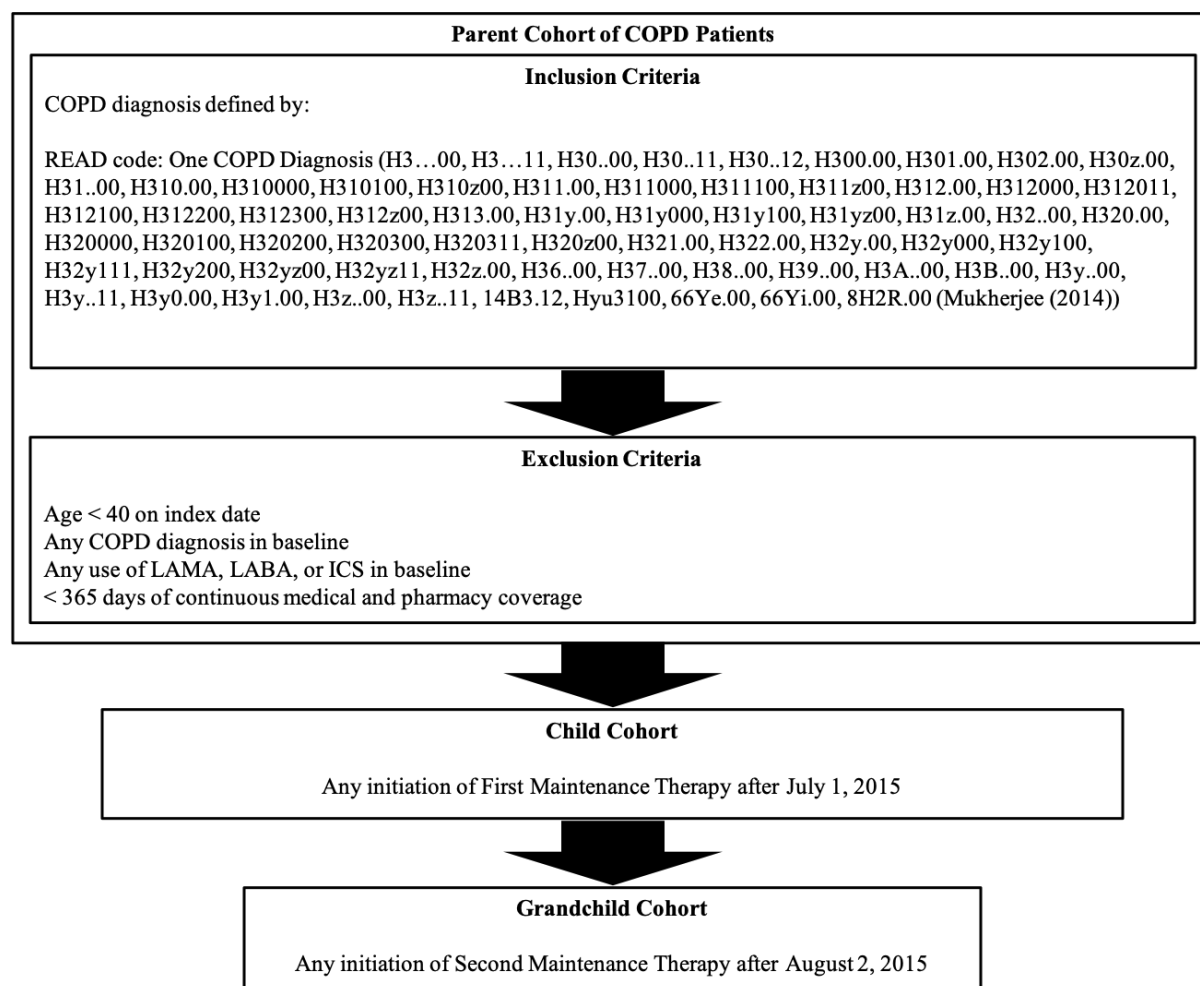 Parent Cohort of COPD Patients
Inclusion Criteria
COPD diagnosis defined by:
READ code: One COPD Diagnosis (H3…00, H3…11, H30..00, H30..11, H30..12, H300.00, H301.00, H302.00, H30z.00,
H31..00, H310.00, H310000, H310100, H310z00, H311.00, H311000, H311100, H311z00, H312.00, H312000, H312011,
H312100, H312200, H312300, H312z00, H313.00, H31y.00, H31y000, H31y100, H31yz00, H31z.00, H32..00, H320.00,
H320000, H320100, H320200, H320300, H320311, H320z00, H321.00, H322.00, H32y.00, H32y000, H32y100,
H32y111, H32y200, H32yz00, H32yz11, H32z.00, H36..00, H37..00, H38..00, H39..00, H3A..00, H3B..00, H3y..00,
H3y..11, H3y0.00, H3y1.00, H3z..00, H3z..11, 14B3.12, Hyu3100, 66Ye.00, 66Yi.00, 8H2R.00 (Mukherjee (2014))
Exclusion Criteria
Age < 40 on index date
Any COPD diagnosis in baseline
Any use of LAMA, LABA, or ICS in baseline
< 365 days of continuous medical and pharmacy coverage
Child Cohort
Any initiation of First Maintenance Therapy after July 1, 2015
Grandchild Cohort
Any initiation of Second Maintenance Therapy after August 2, 2015